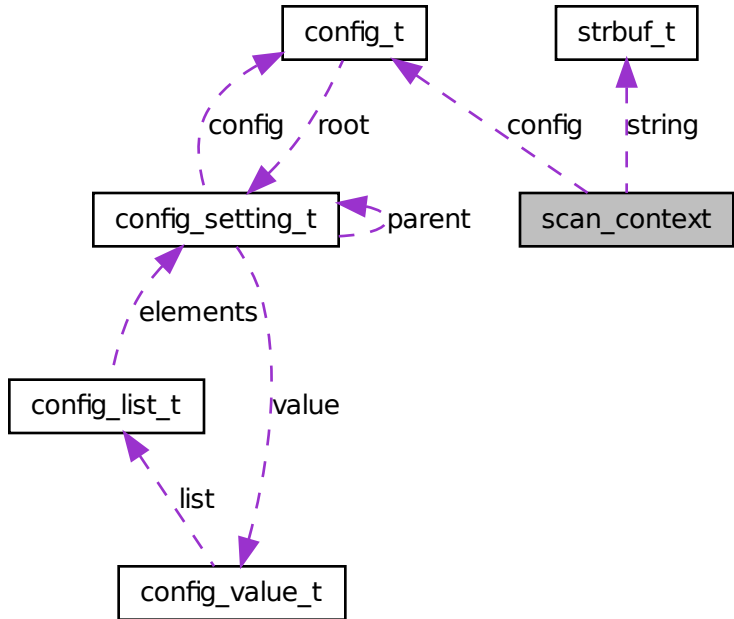 config_t
strbuf_t
config
root
config
string
config_setting_t
parent
scan_context
elements
config_list_t
value
list
config_value_t